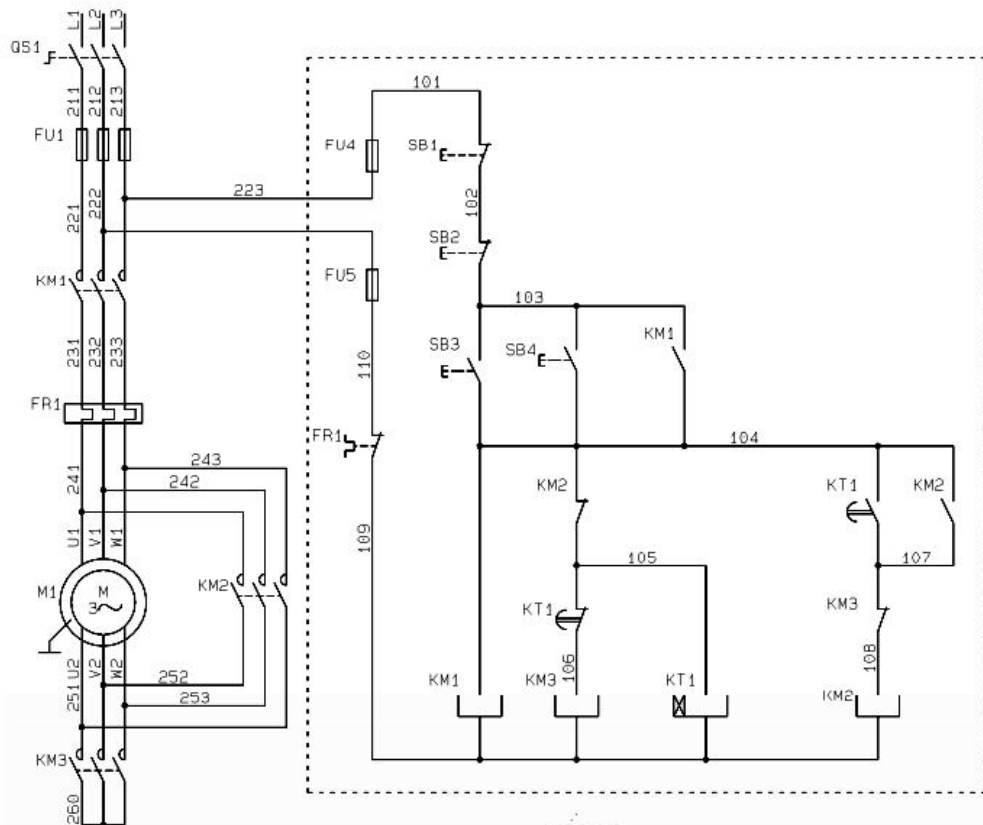 L1
L2
L3
QS1
211
212
213
FU1
101
FU4
SB1
223
221
222
102
SB2
KM1
FU5
103
231
232
233
SB3
SB4
KM1
110
FR1
FR1
104
241
243
242
KM2
KT1
KM2
109
U1
V1
W1
105
107
M1
M
3
KM2
KT1
KM3
106
108
U2
V2
W2
251
252
253
KM1
KM3
KT1
KM2
KM3
260